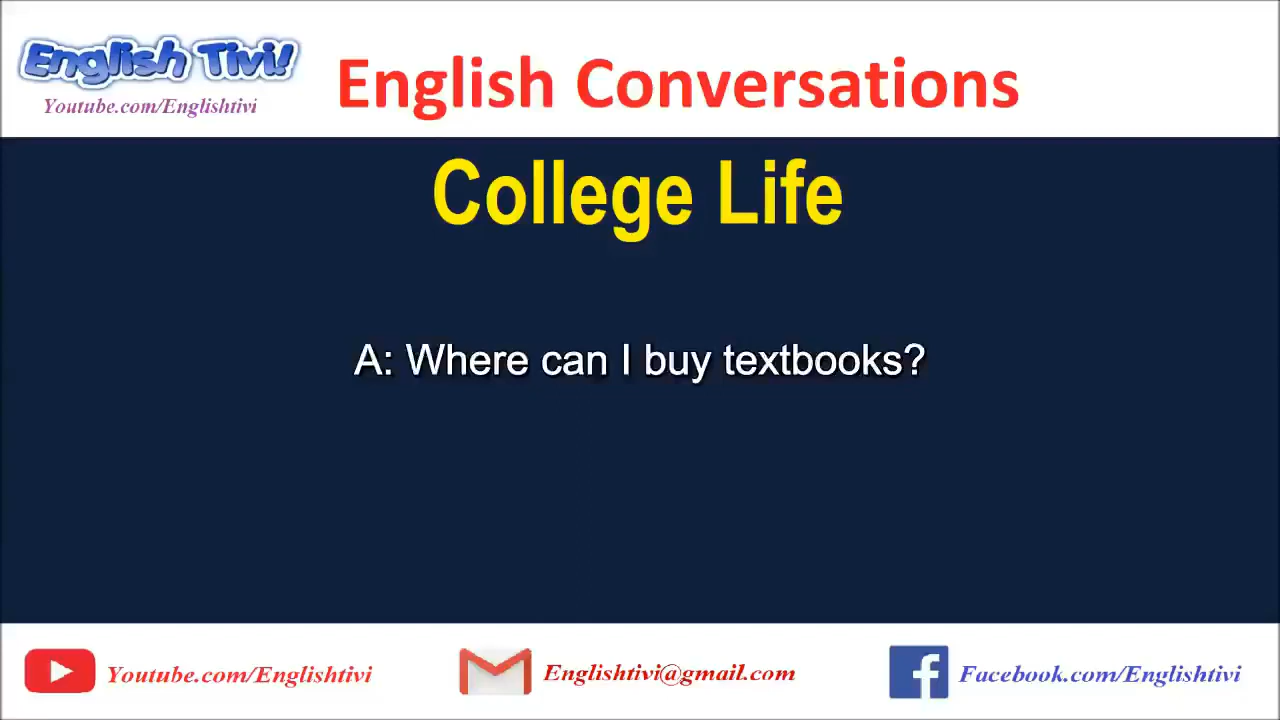 English Tivi!
Youtube.com/Englishtivi
English Conversations
College Life
A: Where can I buy textbooks?
Youtube.com/Englishtivi
Englishtivi@gmail.com
Facebook.com/Englishtivi